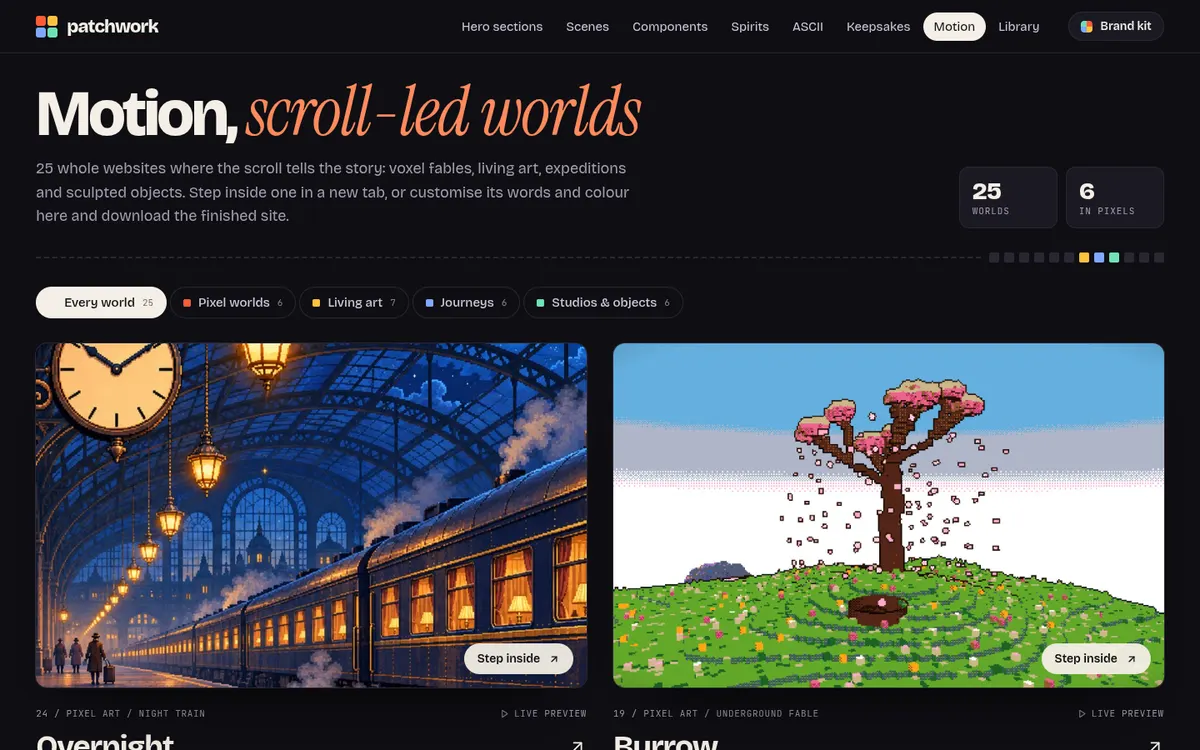 patchwork
Hero sections
Scenes
Components
Spirits
ASCII
Keepsakes
Motion
Library
Brand kit
Motion, scroll-led worlds
25 whole websites where the scroll tells the story: voxel fables, living art, expeditions
and sculpted objects. Step inside one in a new tab, or customise its words and colour
here and download the finished site.
25
WORLDS
6
IN PIXELS
Every world 25
Pixel worlds 6
Living art 7
Journeys 6
Studios & objects 6
Step inside
Step inside
24 / PIXEL ART / NIGHT TRAIN
LIVE PREVIEW
19 / PIXEL ART / UNDERGROUND FABLE
LIVE PREVIEW
Overnight
Burrow